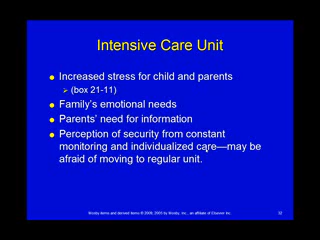 Intensive Care Unit
Increased stress for child and parents
(box 21-11)
Family's emotional needs
Parents' need for information
Perception of security from constant
monitoring and individualized care—may be
afraid of moving to regular unit.
Mosby items and derived items © 2009, 2005 by Mosby, Inc., an affiliate of Elsevier Inc.